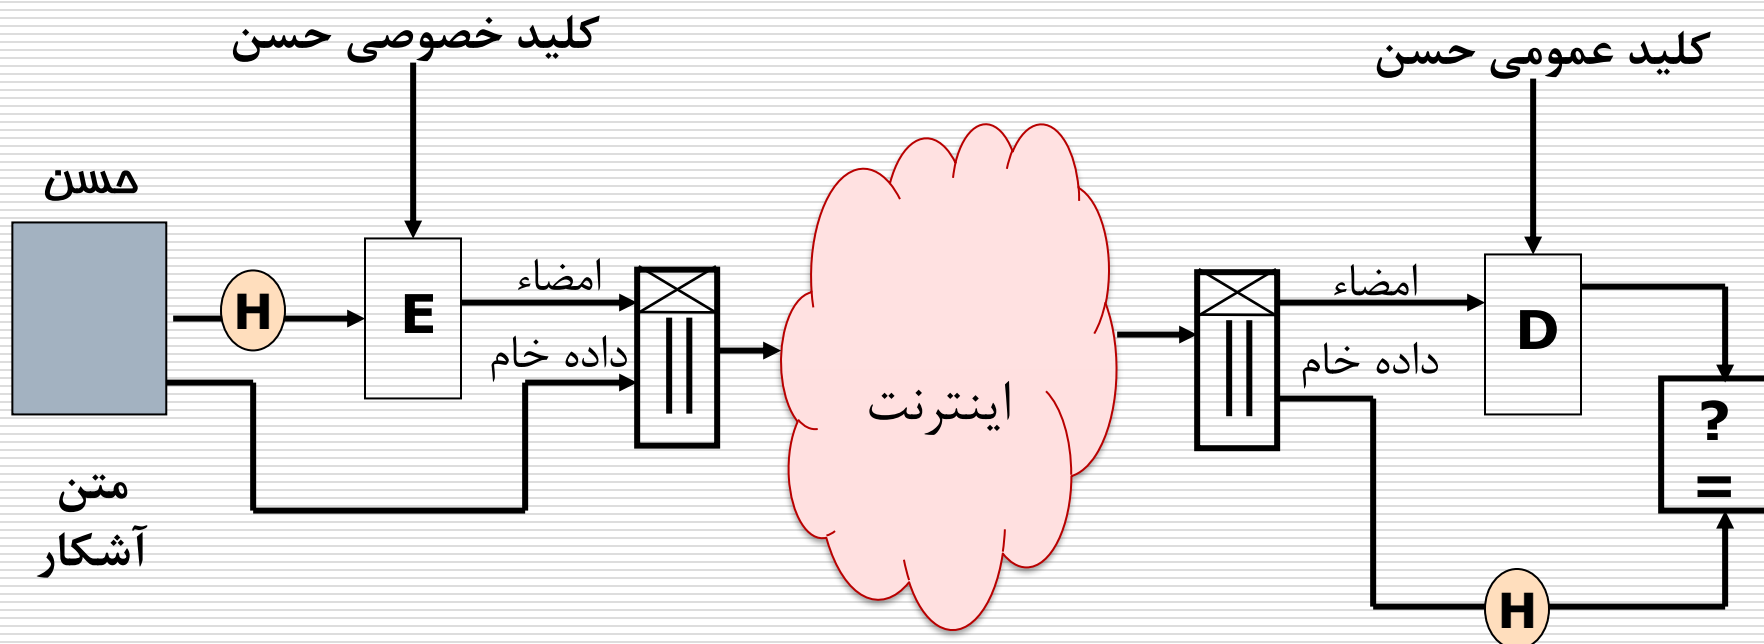 کلید خصوصی حسن
کلید عمومی حسن
حسن
H
E
امضاء
داده خام
اینترنت
امضاء
داده خام
D
?
=
متن
آشکار
H